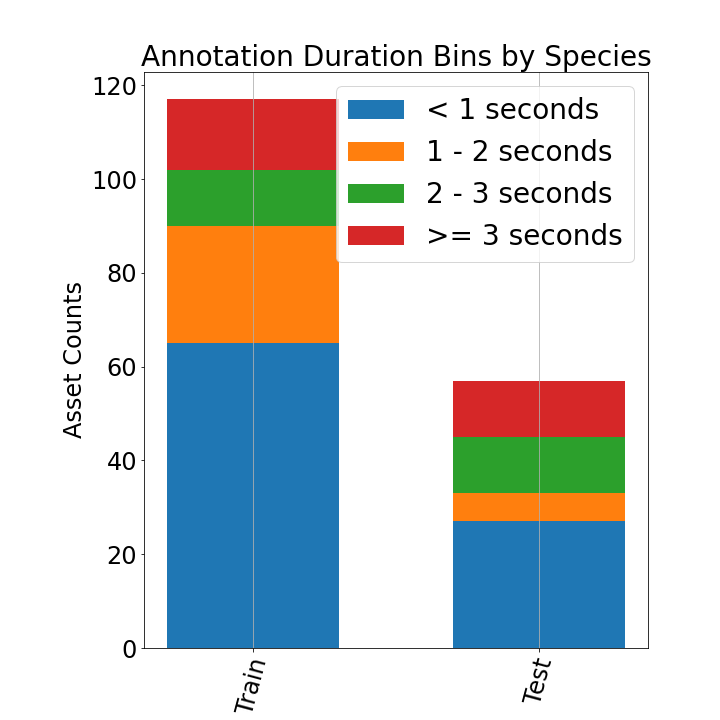 Annotation Duration Bins by Species
120
100
80
60
40
20
0
Asset Counts
< 1 seconds
1 - 2 seconds
2 - 3 seconds
>= 3 seconds
Train
Test